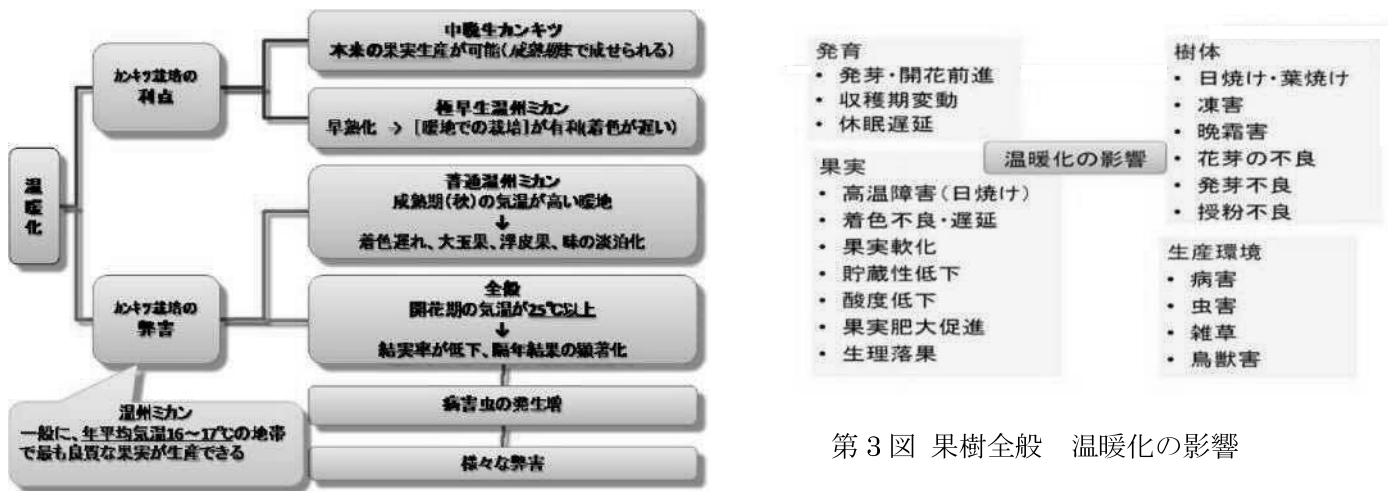 温暖化
カンキツ栽培の
利点
中晩生カンキツ
本来の果実生産が可能(成熟期まで成せられる)
極早生温州ミカン
早熟化 → [暖地での栽培]が有利(着色が遅い)
カンキツ栽培の
弊害
普通温州ミカン
成熟期(秋)の気温が高い暖地
↓
着色遅れ、大玉果、浮皮果、味の淡泊化
全般
開花期の気温が25℃以上
↓
結実率が低下、隔年結果の顕著化
病害虫の発生増
様々な弊害
温州ミカン
一般に、年平均気温16～17℃の地帯
で最も良質な果実が生産できる
発育
・ 発芽・開花前進
・ 収穫期変動
・ 休眠遅延
果実
・ 高温障害(日焼け)
・ 着色不良・遅延
・ 果実軟化
・ 貯蔵性低下
・ 酸度低下
・ 果実肥大促進
・ 生理落果
温暖化の影響
樹体
・ 日焼け・葉焼け
・ 凍害
・ 晩霜害
・ 花芽の不良
・ 発芽不良
・ 授粉不良
生産環境
・ 病害
・ 虫害
・ 雑草
・ 鳥獣害
第3図 果樹全般　温暖化の影響